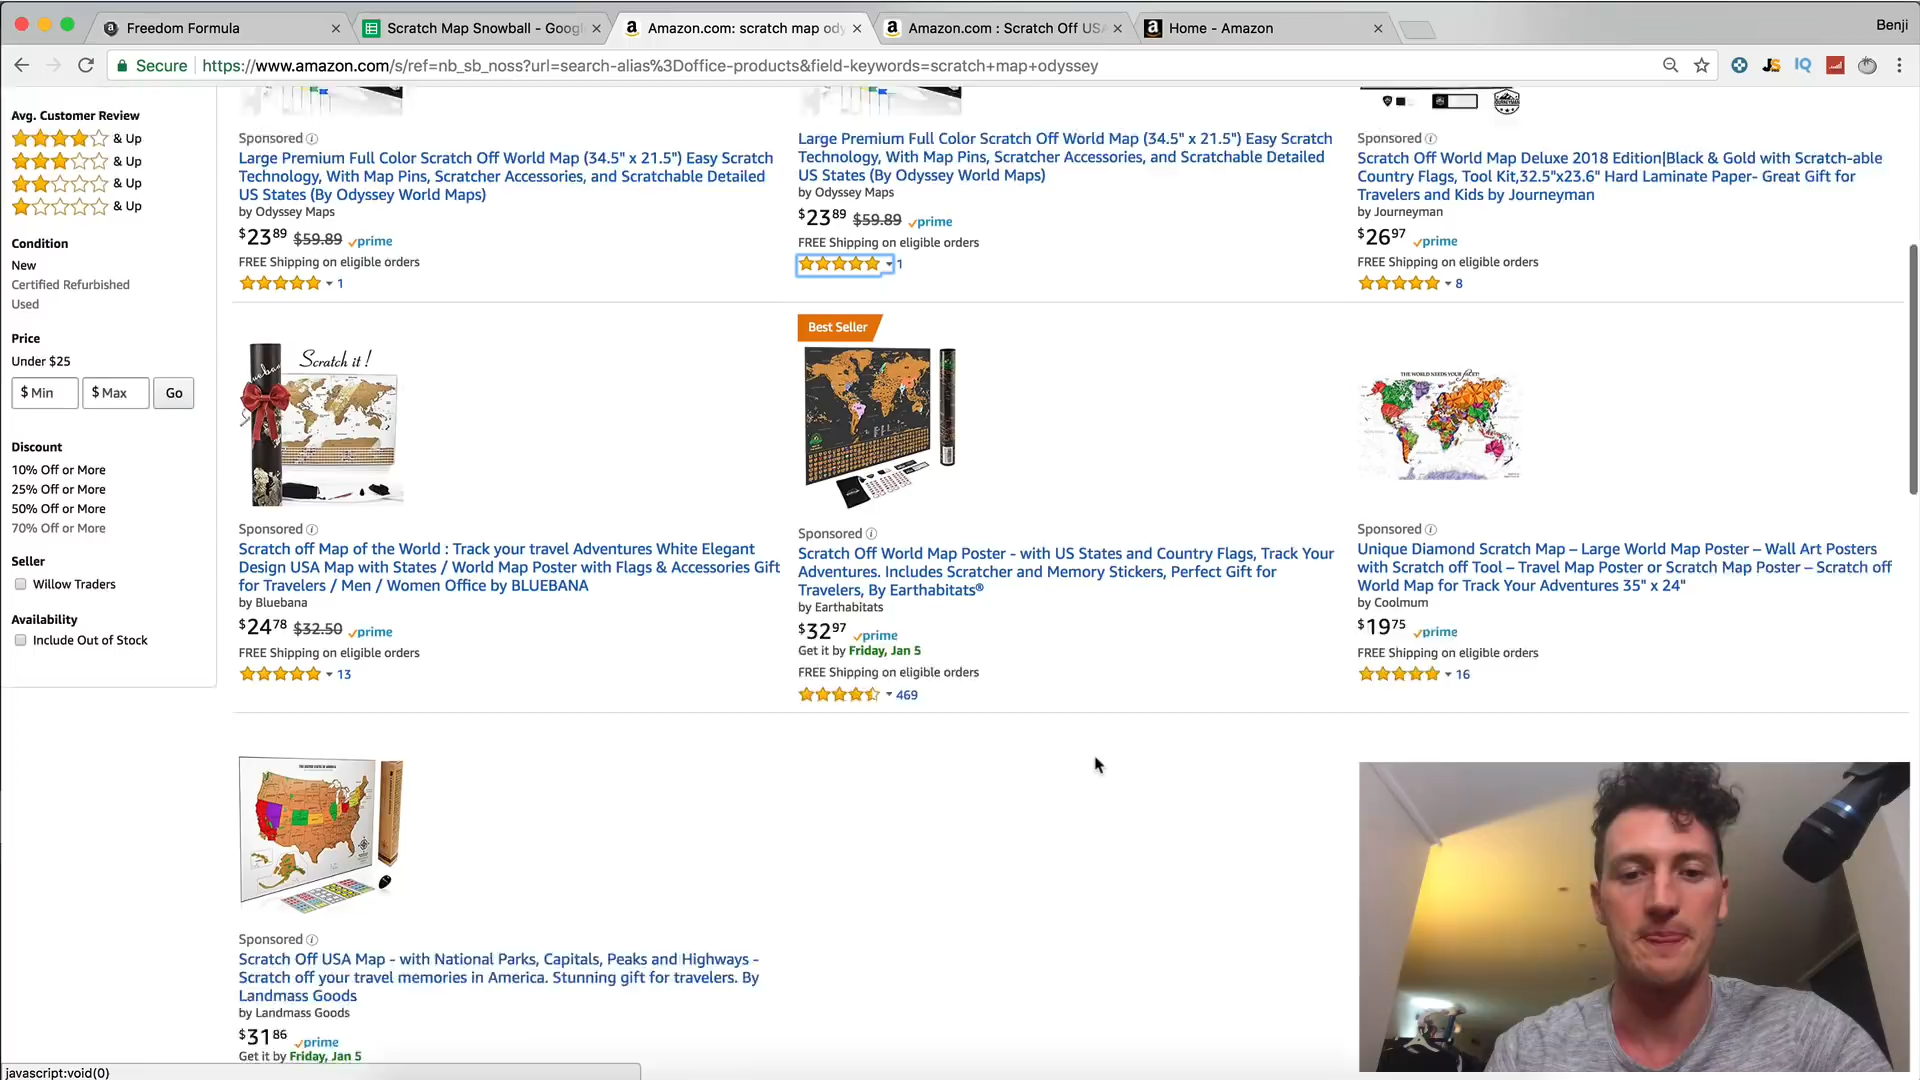 Freedom Formula
Scratch Map Snowball - Googl
Amazon.com: scratch map ody
Amazon.com : Scratch Off USA
Home - Amazon
Benji
Secure
https://www.amazon.com/s/ref=nb_sb_noss?url=search-alias%3Doffice-products&field-keywords=scratch+map+odyssey
Avg. Customer Review
& Up
& Up
& Up
& Up
Condition
New
Certified Refurbished
Used
Price
Under $25
$ Min
$ Max
Go
Discount
10% Off or More
25% Off or More
50% Off or More
70% Off or More
Seller
Willow Traders
Availability
Include Out of Stock
Sponsored
Large Premium Full Color Scratch Off World Map (34.5" x 21.5") Easy Scratch
Technology, With Map Pins, Scratcher Accessories, and Scratchable Detailed
US States (By Odyssey World Maps)
by Odyssey Maps
$23 89 $59.89 prime
FREE Shipping on eligible orders
1
Large Premium Full Color Scratch Off World Map (34.5" x 21.5") Easy Scratch
Technology, With Map Pins, Scratcher Accessories, and Scratchable Detailed
US States (By Odyssey World Maps)
by Odyssey Maps
$23 89 $59.89 prime
FREE Shipping on eligible orders
1
Sponsored
Scratch Off World Map Deluxe 2018 Edition|Black & Gold with Scratch-able
Country Flags, Tool Kit,32.5"x23.6" Hard Laminate Paper- Great Gift for
Travelers and Kids by Journeyman
by Journeyman
$26 97 prime
FREE Shipping on eligible orders
8
Scratch it!
Sponsored
Scratch off Map of the World : Track your travel Adventures White Elegant
Design USA Map with States / World Map Poster with Flags & Accessories Gift
for Travelers / Men / Women Office by BLUEBANA
by Bluebana
$24 78 $32.50 prime
FREE Shipping on eligible orders
13
Best Seller
Sponsored
Scratch Off World Map Poster - with US States and Country Flags, Track Your
Adventures. Includes Scratcher and Memory Stickers, Perfect Gift for
Travelers, By Earthabitats®
by Earthabitats
$32 97 prime
Get it by Friday, Jan 5
FREE Shipping on eligible orders
469
Sponsored
Unique Diamond Scratch Map – Large World Map Poster – Wall Art Posters
with Scratch off Tool – Travel Map Poster or Scratch Map Poster – Scratch off
World Map for Track Your Adventures 35" x 24"
by Coolmum
$19 75 prime
FREE Shipping on eligible orders
16
Sponsored
Scratch Off USA Map - with National Parks, Capitals, Peaks and Highways -
Scratch off your travel memories in America. Stunning gift for travelers. By
Landmass Goods
by Landmass Goods
$31 86 prime
Get it by Friday, Jan 5
javascript:void(0)